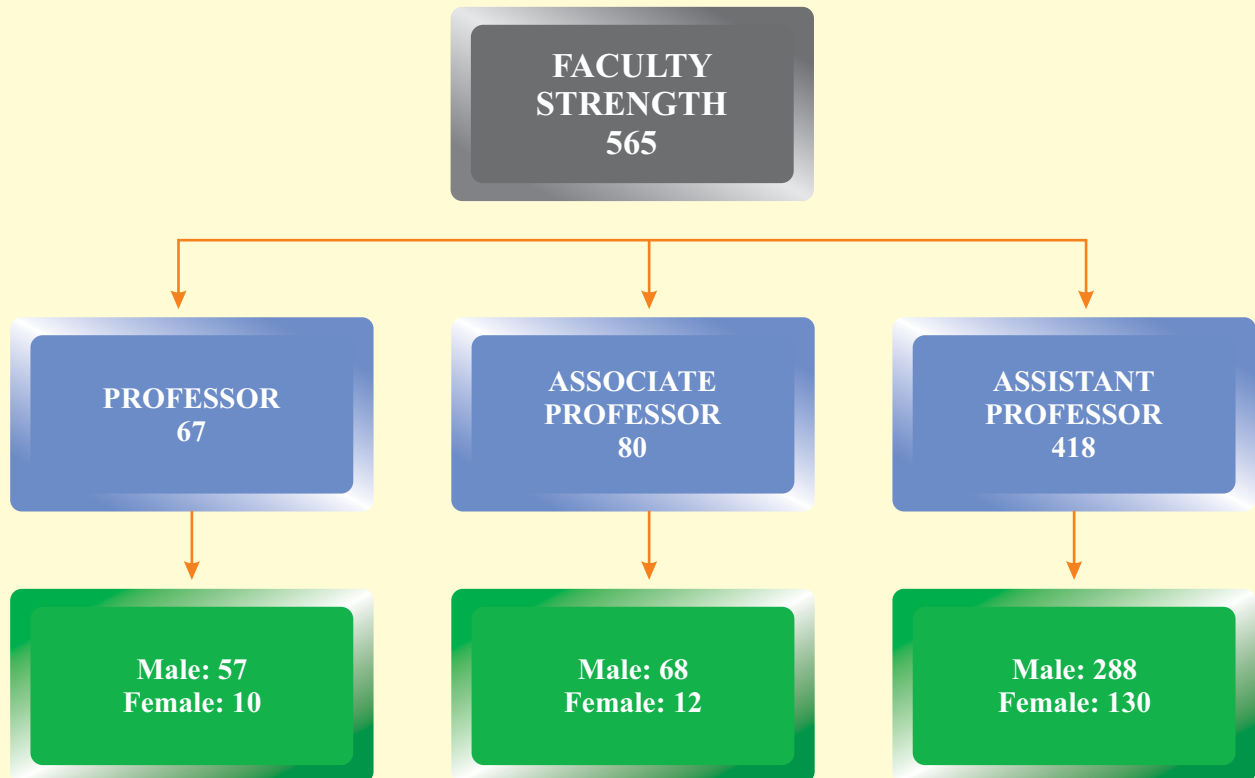 FACULTY
STRENGTH
565
PROFESSOR
67
ASSOCIATE
PROFESSOR
80
ASSISTANT
PROFESSOR
418
Male: 57
Female: 10
Male: 68
Female: 12
Male: 288
Female: 130